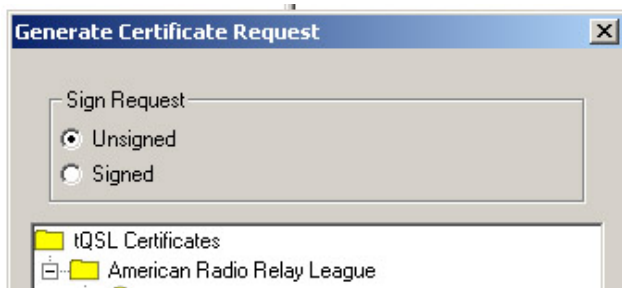 Generate Certificate Request
Sign Request
Unsigned
Signed
tQSL Certificates
American Radio Relay League